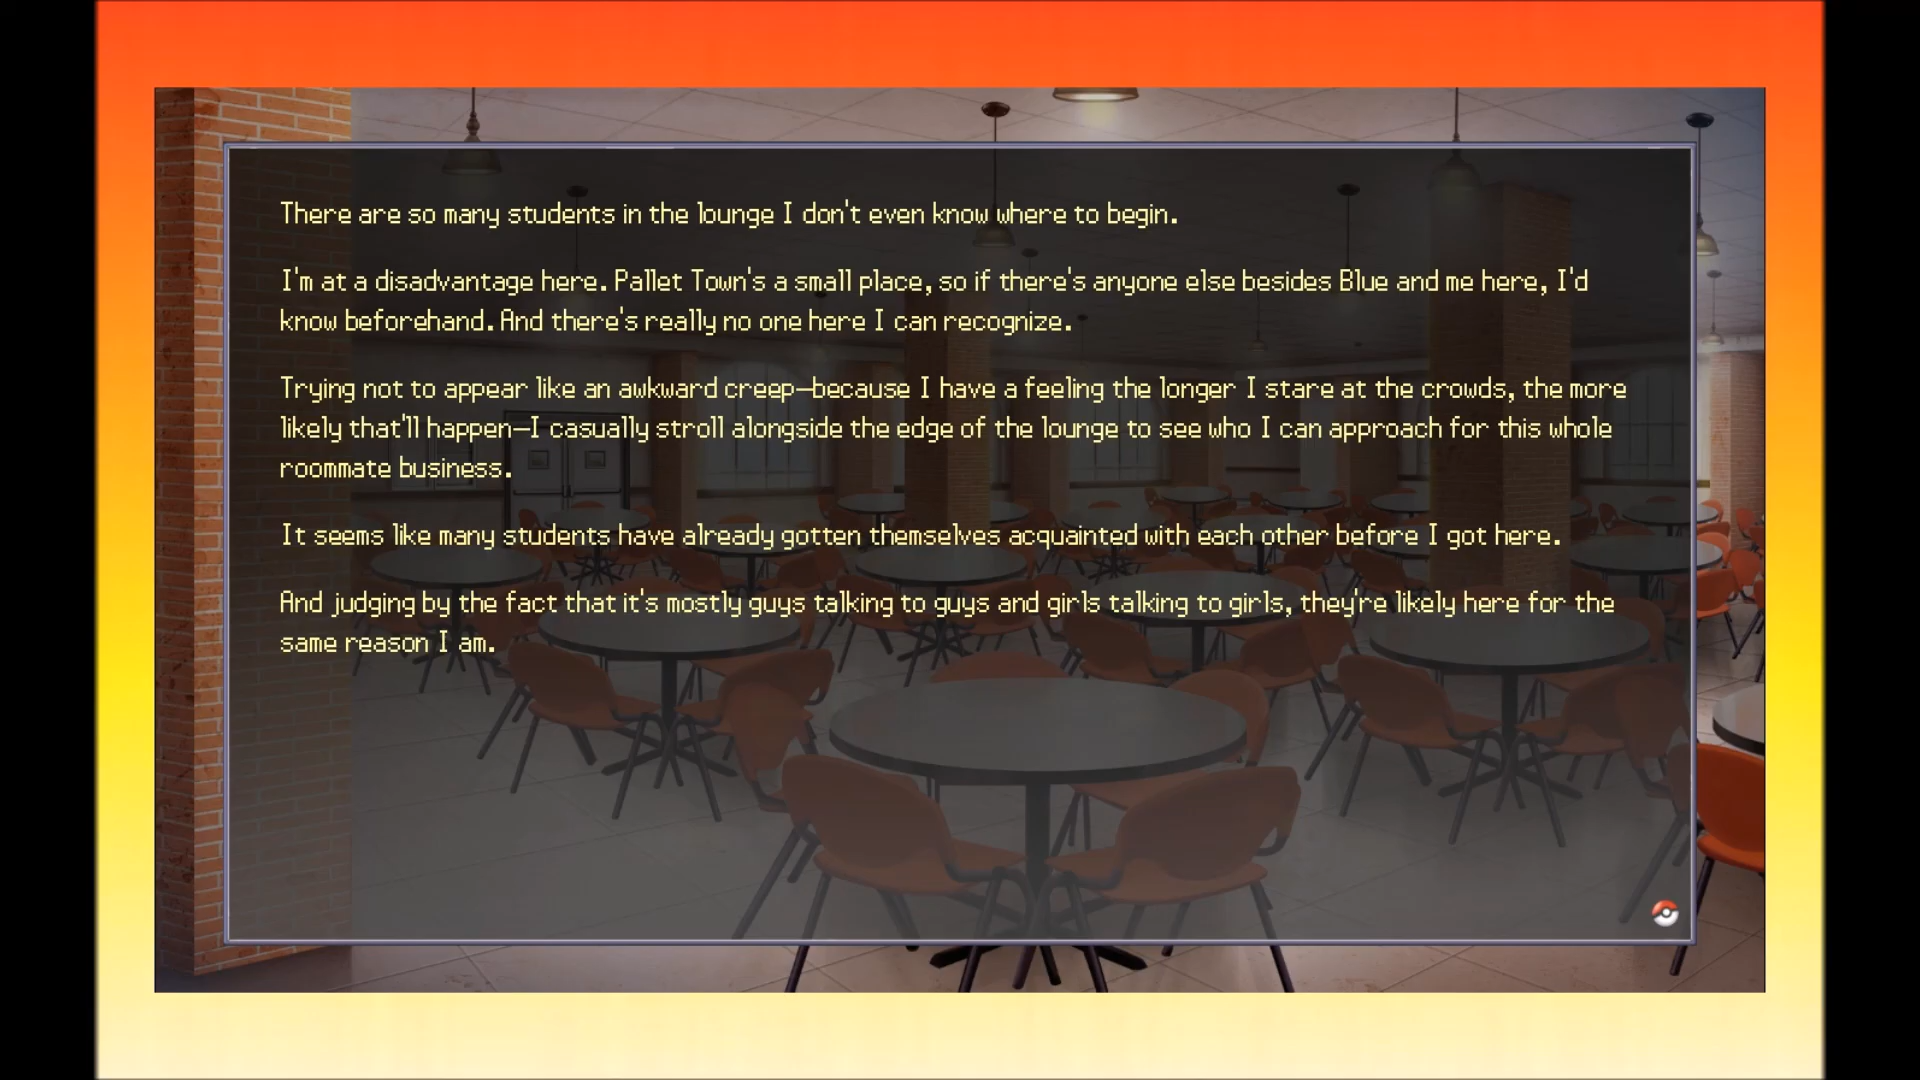 There are so many students in the lounge I don't even know where to begin.
I'm at a disadvantage here. Pallet Town's a small place, so if there's anyone else besides Blue and me here, I'd
know beforehand. And there's really no one here I can recognize.
Trying not to appear like an awkward creep—because I have a feeling the longer I stare at the crowds, the more
likely that'll happen—I casually stroll alongside the edge of the lounge to see who I can approach for this whole
roommate business.
It seems like many students have already gotten themselves acquainted with each other before I got here.
And judging by the fact that it's mostly guys talking to guys and girls talking to girls, they're likely here for the
same reason I am.